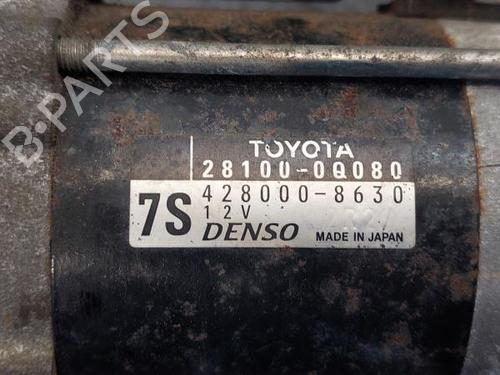 B-PARTS
TOYOTA
28100-0Q080
7S 428000-8630
12V
DENSO MADE IN JAPAN